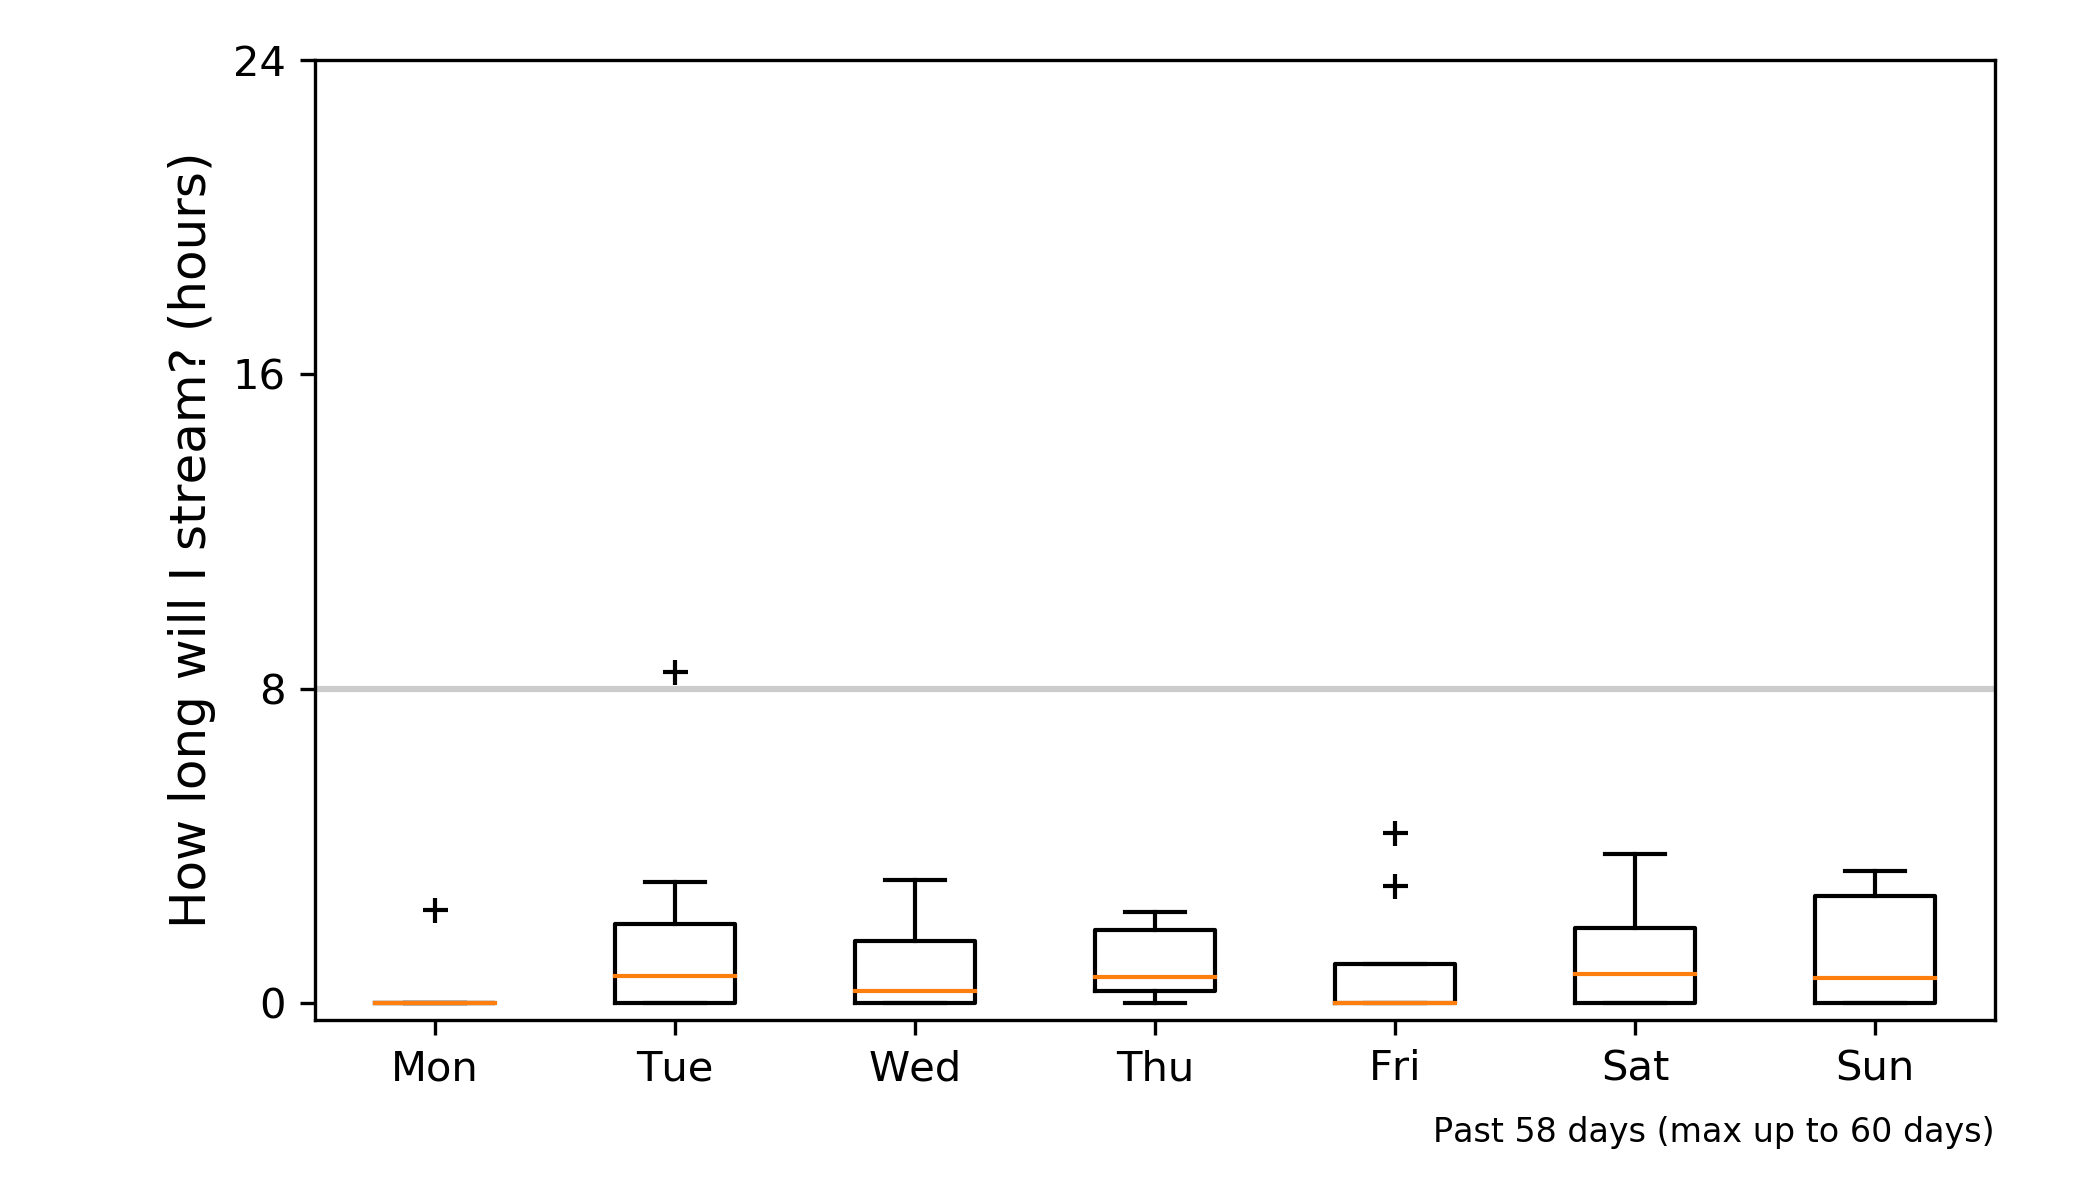 How long will I stream? (hours)
24
16
8
0
Mon Tue Wed Thu Fri Sat Sun
Past 58 days (max up to 60 days)